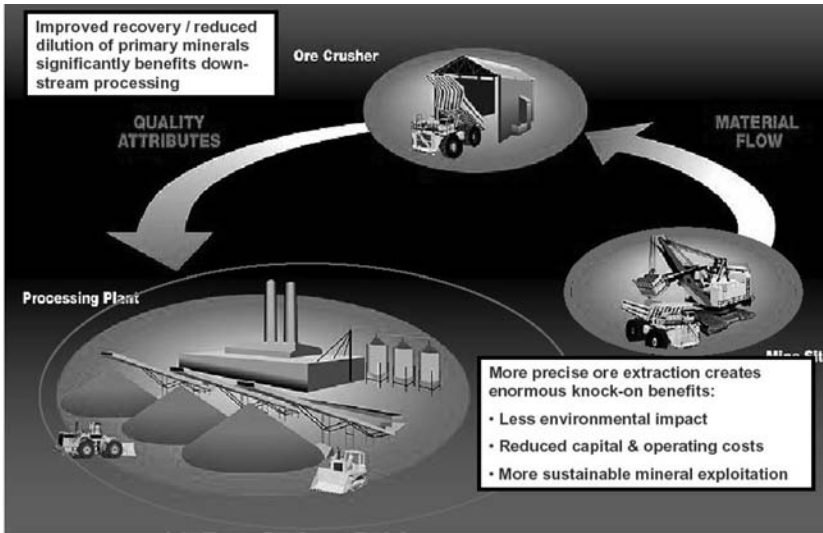 Improved recovery / reduced
dilution of primary minerals
significantly benefits down-
stream processing
Ore Crusher
QUALITY
ATTRIBUTES
MATERIAL
FLOW
Processing Plant
More precise ore extraction creates
enormous knock-on benefits:
• Less environmental impact
• Reduced capital & operating costs
• More sustainable mineral exploitation